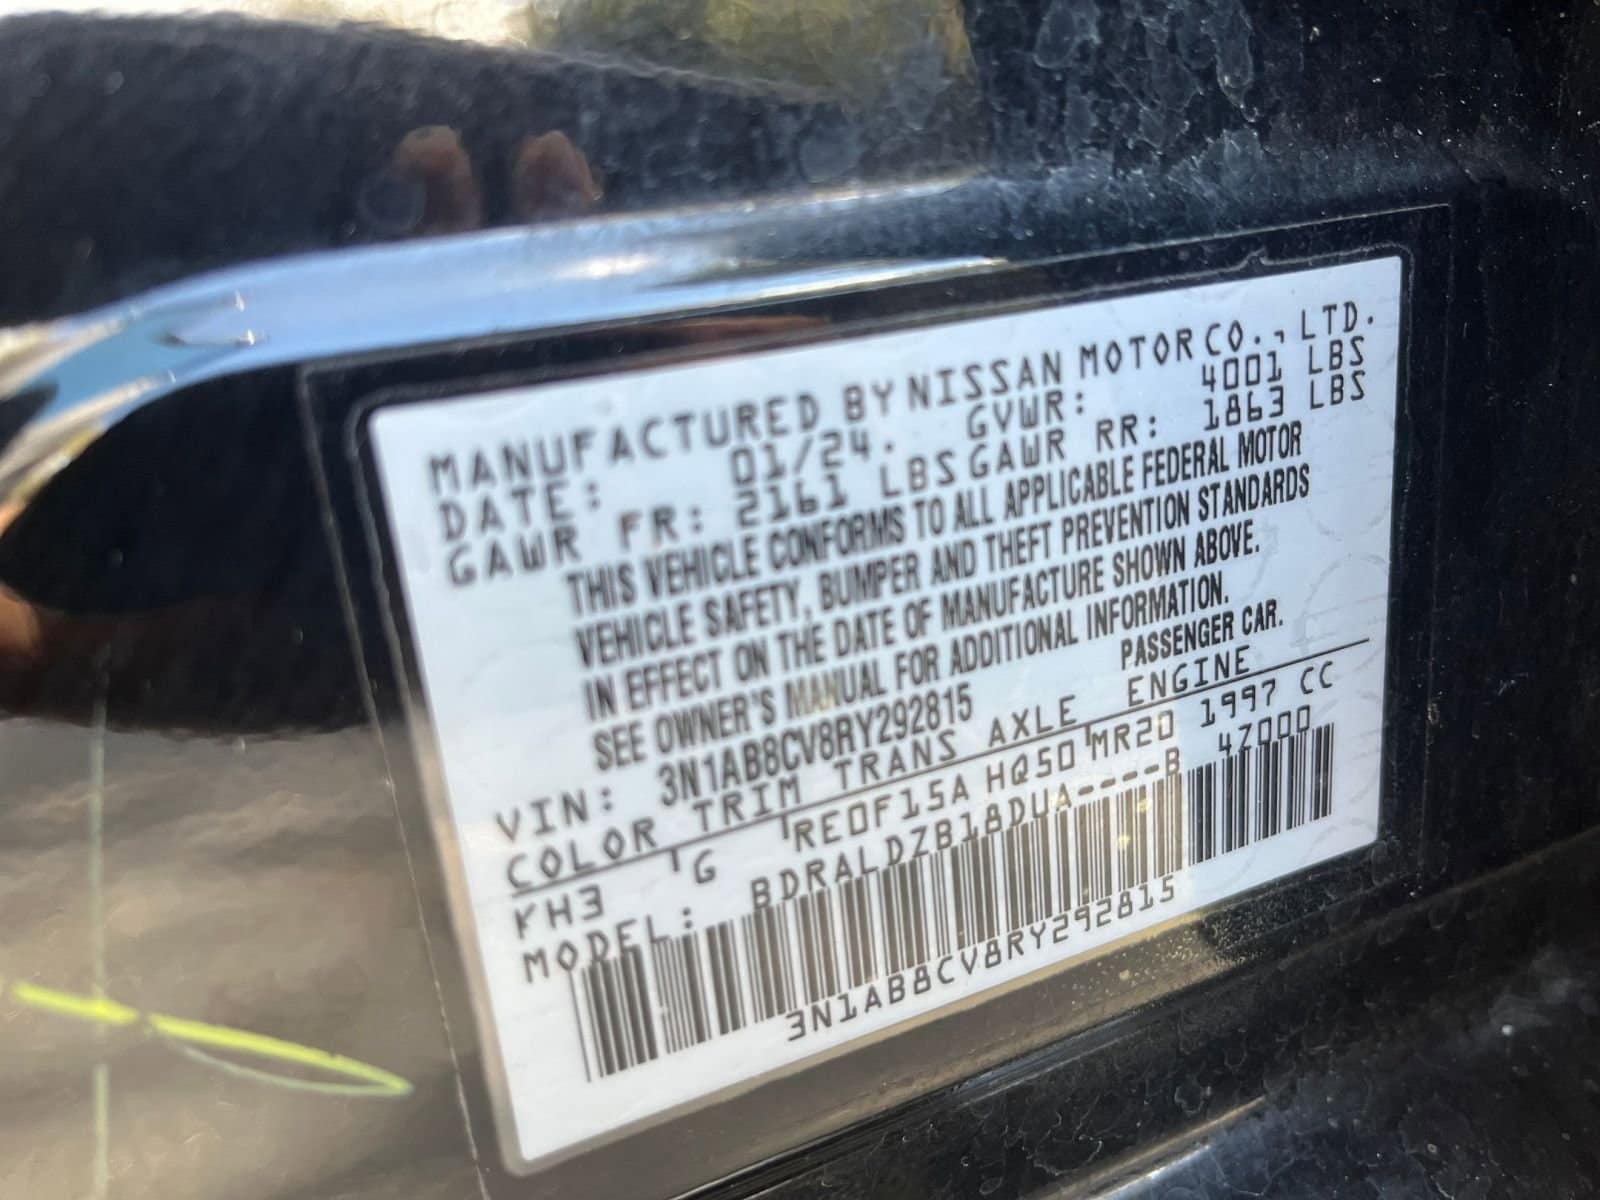 MANUFACTURED BY NISSAN MOTOR CO., LTD.
DATE: 01/24. GVWR: 4001 LBS
GAWR FR: 2161 LBS GAWR RR: 1863 LBS
THIS VEHICLE CONFORMS TO ALL APPLICABLE FEDERAL MOTOR
VEHICLE SAFETY, BUMPER AND THEFT PREVENTION STANDARDS
IN EFFECT ON THE DATE OF MANUFACTURE SHOWN ABOVE.
SEE OWNER'S MANUAL FOR ADDITIONAL INFORMATION.
VIN: 3N1AB8CV8RY292815 PASSENGER CAR.
COLOR TRIM TRANS AXLE ENGINE
KH3 G RE0F15A HQ50 MR20 1997 CC
MODEL: BDRALDZB18DUA----B 47000
3N1AB8CV8RY292815